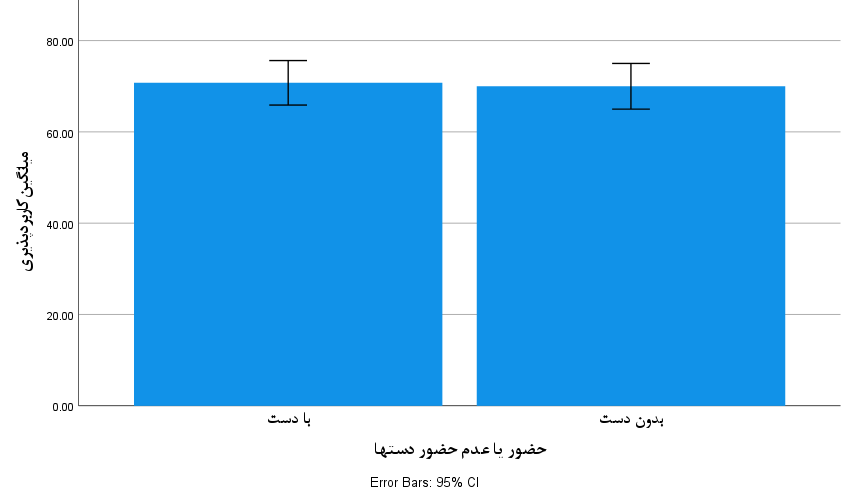 80.00
60.00
40.00
20.00
0.00
میانگین کاربردپذیری
با دست
بدون دست
حضور یا عدم حضور دستها
Error Bars: 95% CI